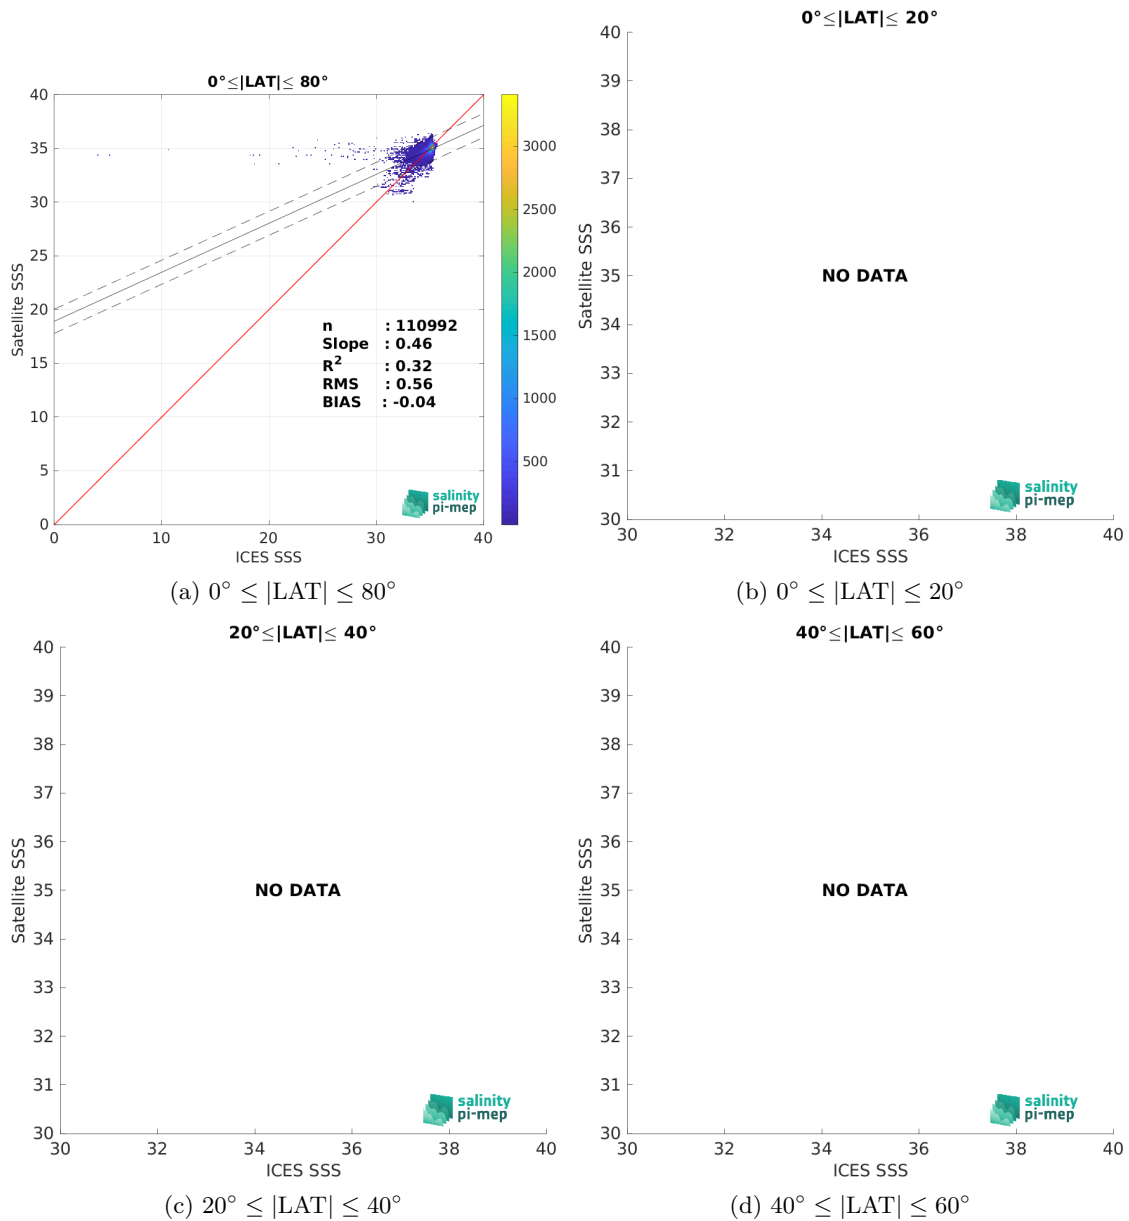 0°≤|LAT|≤ 80°
40
35
30
25
20
15
10
5
0
Satellite SSS
n : 110992
Slope : 0.46
R² : 0.32
RMS : 0.56
BIAS : -0.04
salinity
pi-mep
0 10 20 30 40
ICES SSS
3000
2500
2000
1500
1000
500
(a) 0° ≤ |LAT| ≤ 80°
0°≤|LAT|≤ 20°
40
39
38
37
36
35
34
33
32
31
30
Satellite SSS
NO DATA
salinity
pi-mep
30 32 34 36 38 40
ICES SSS
(b) 0° ≤ |LAT| ≤ 20°
20°≤|LAT|≤ 40°
40
39
38
37
36
35
34
33
32
31
30
Satellite SSS
NO DATA
salinity
pi-mep
30 32 34 36 38 40
ICES SSS
(c) 20° ≤ |LAT| ≤ 40°
40°≤|LAT|≤ 60°
40
39
38
37
36
35
34
33
32
31
30
Satellite SSS
NO DATA
salinity
pi-mep
30 32 34 36 38 40
ICES SSS
(d) 40° ≤ |LAT| ≤ 60°